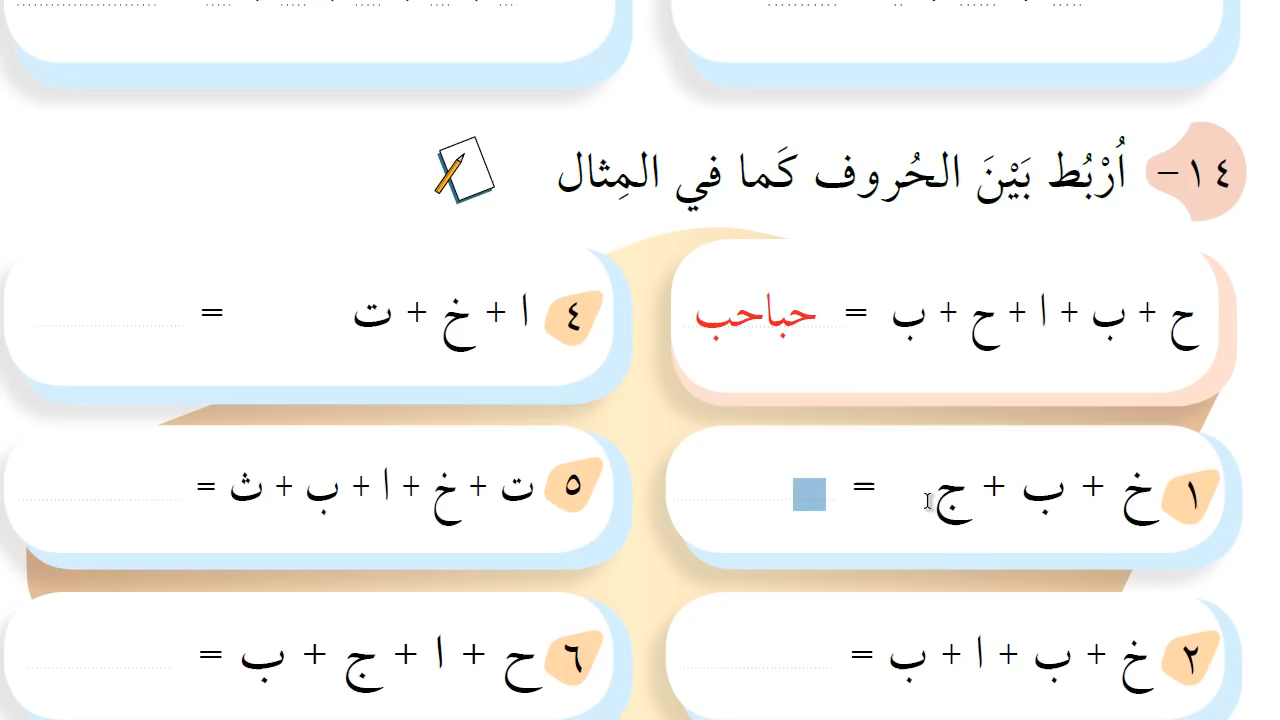 ١٤- اُرْبُط بَيْنَ الحُروف كَما في المِثال
ح + ب + ا + ح + ب = حباحب
٤ ا + خ + ت =
١ خ + ب + ج =
٥ ت + خ + ا + ب + ث =
٢ خ + ب + ا + ب =
٦ ح + ا + ج + ب =